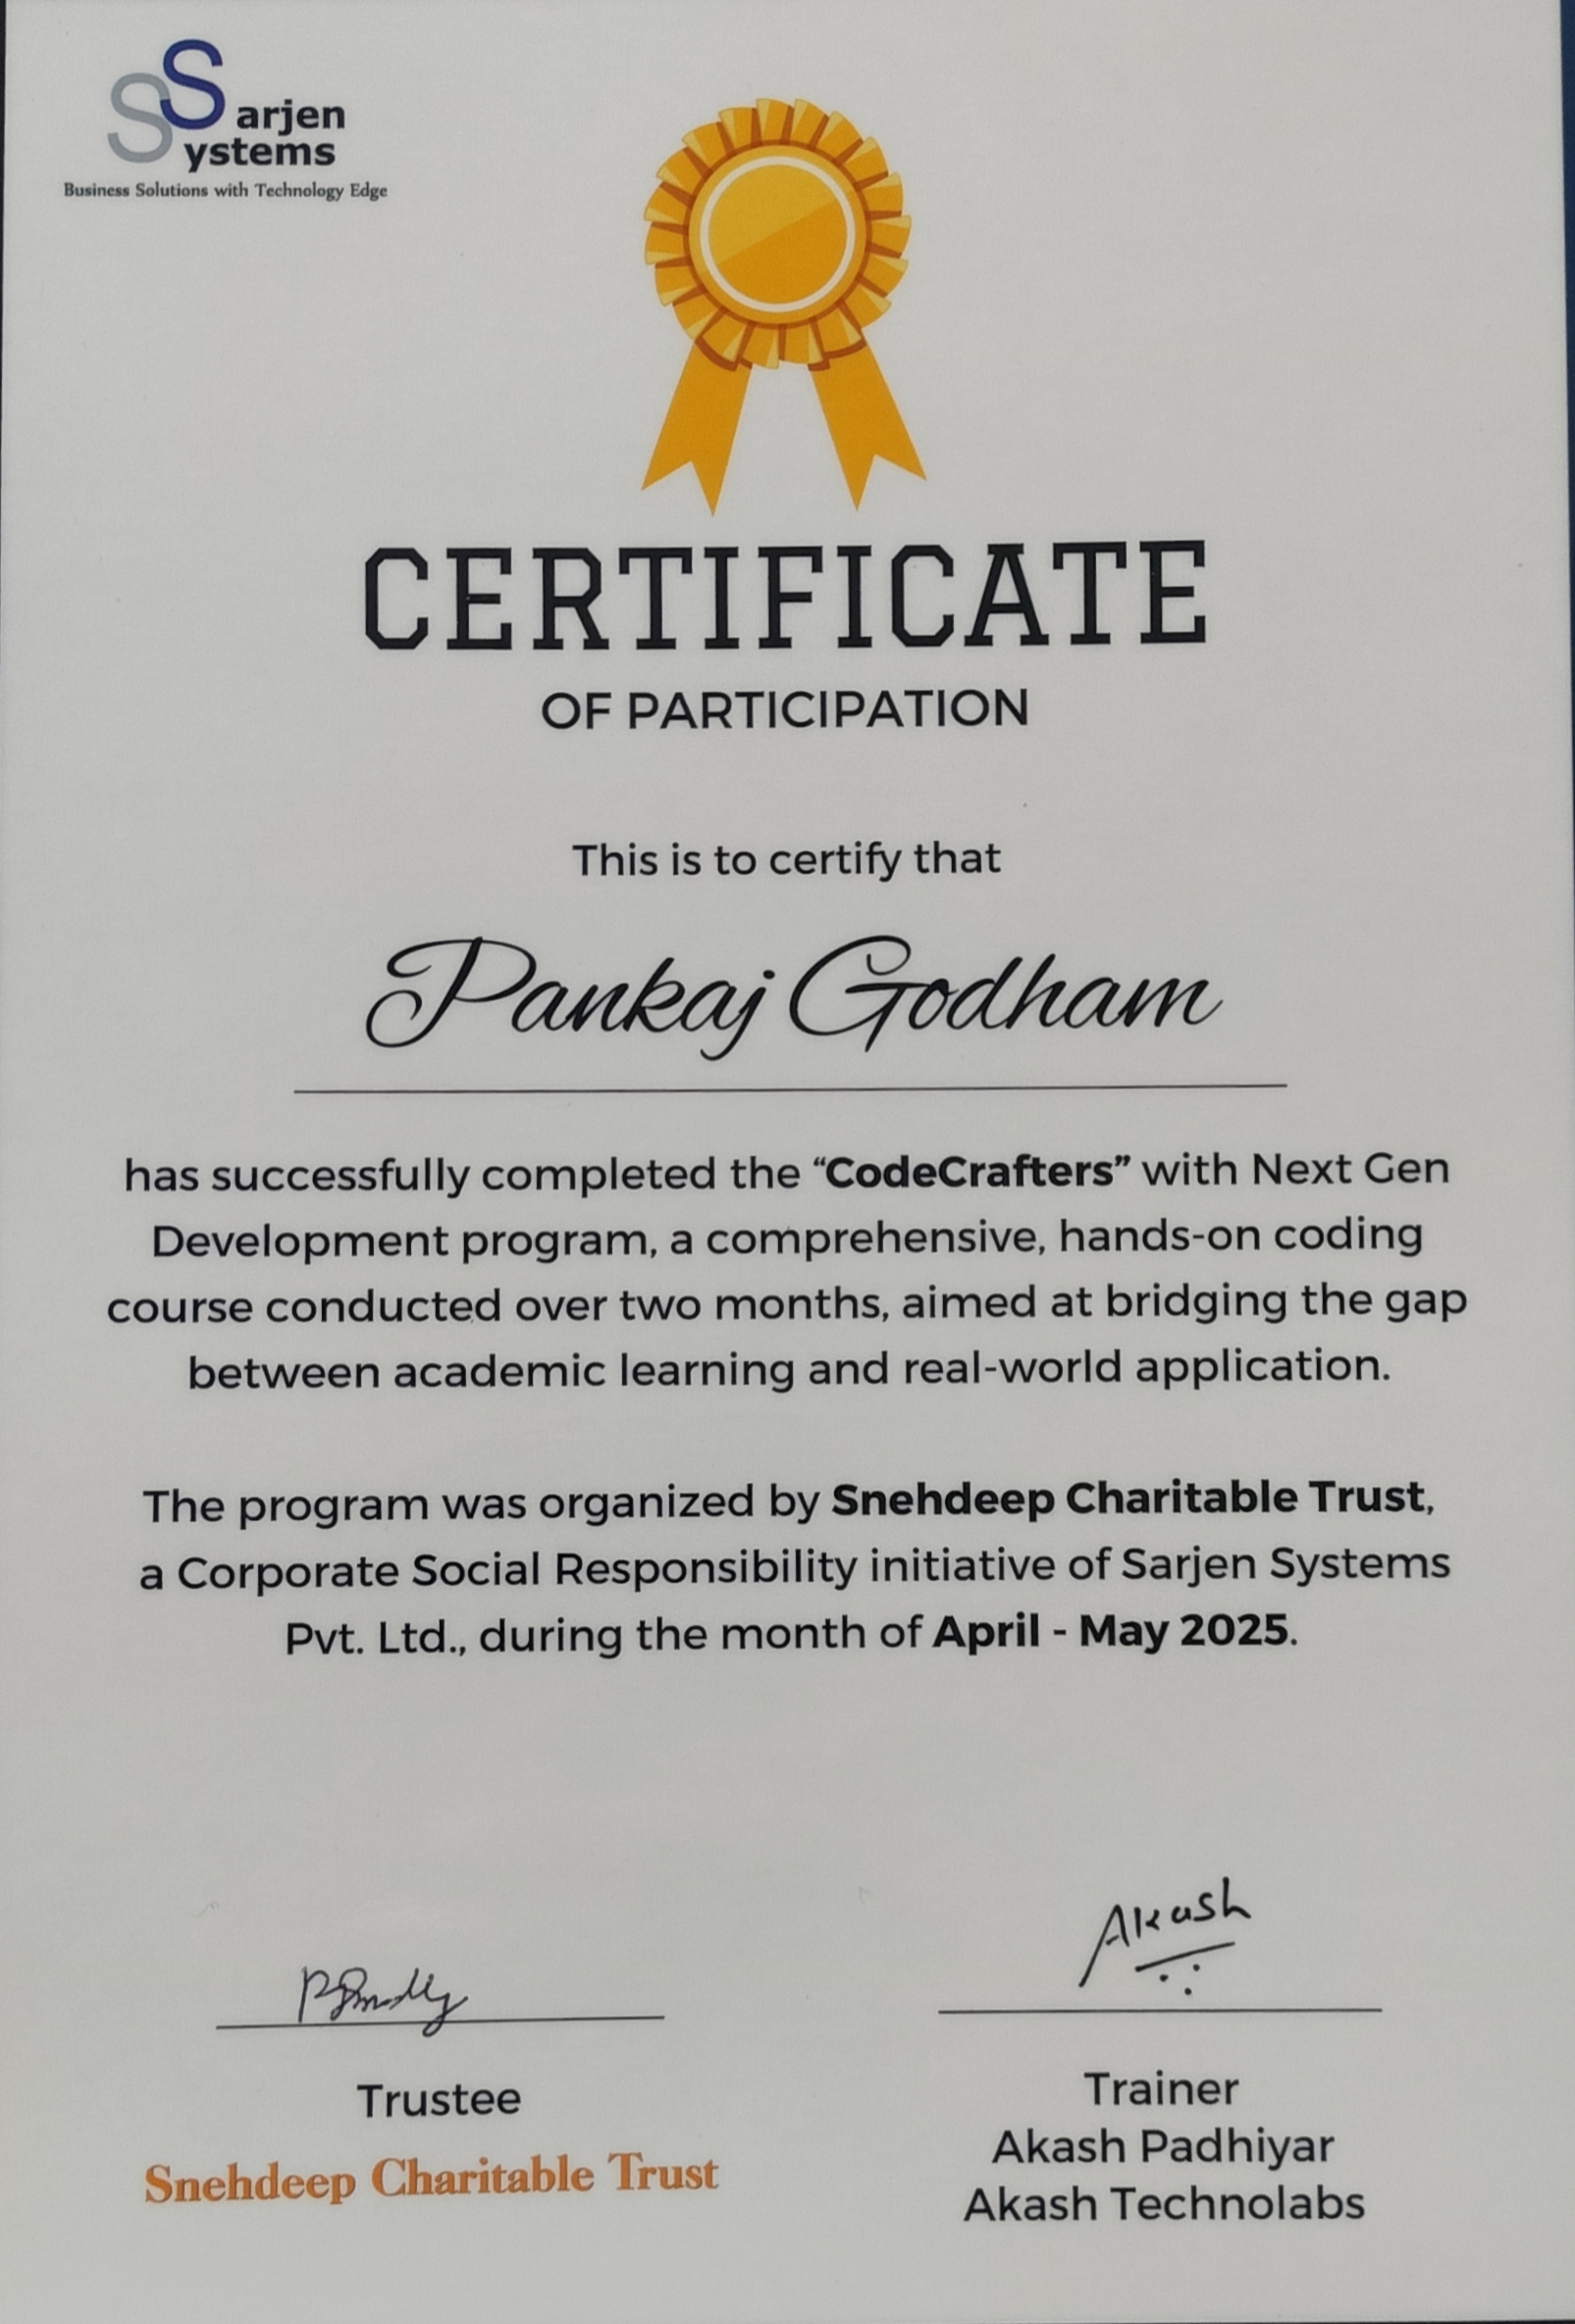 Sarjen
Systems
Business Solutions with Technology Edge
CERTIFICATE
OF PARTICIPATION
This is to certify that
Pankaj Godham
has successfully completed the “CodeCrafters” with Next Gen
Development program, a comprehensive, hands-on coding
course conducted over two months, aimed at bridging the gap
between academic learning and real-world application.
The program was organized by Snehdeep Charitable Trust,
a Corporate Social Responsibility initiative of Sarjen Systems
Pvt. Ltd., during the month of April - May 2025.
Akash
Trustee
Snehdeep Charitable Trust
Trainer
Akash Padhiyar
Akash Technolabs